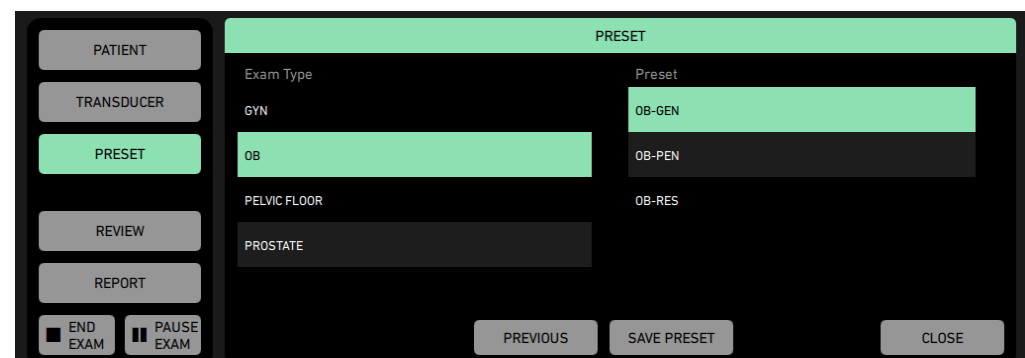 PATIENT
TRANSDUCER
PRESET
REVIEW
REPORT
END
EXAM
PAUSE
EXAM
PRESET
Exam Type
GYN
OB
PELVIC FLOOR
PROSTATE
Preset
OB-GEN
OB-PEN
OB-RES
PREVIOUS
SAVE PRESET
CLOSE